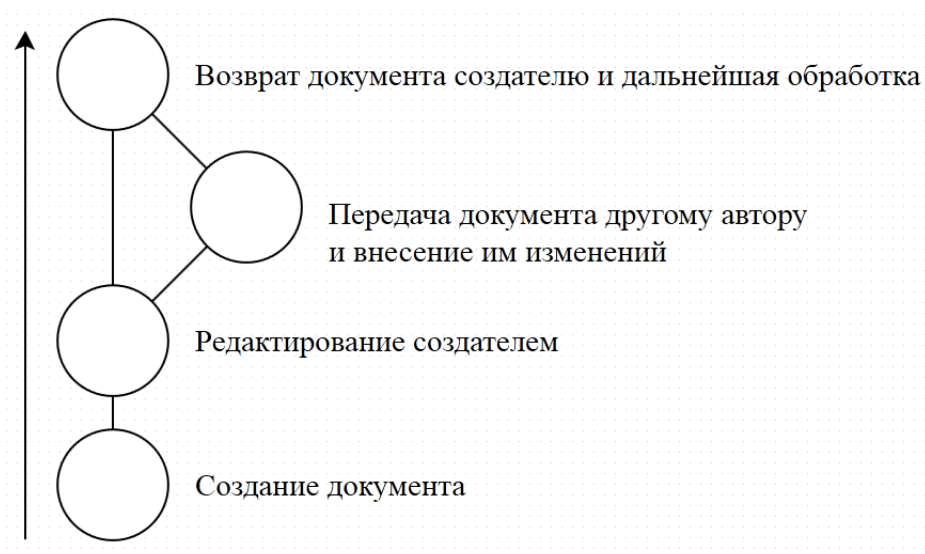 Возврат документа создателю и дальнейшая обработка
Передача документа другому автору
и внесение им изменений
Редактирование создателем
Создание документа